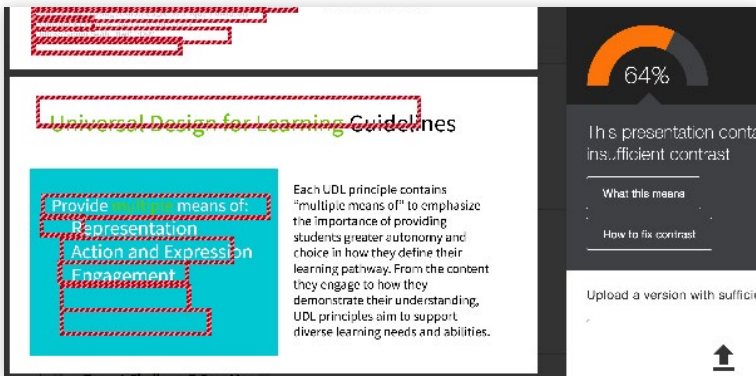 Universal Design for Learning Guidelines
Provide multiple means of:
Representation
Action and Expression
Engagement
Each UDL principle contains
“multiple means of” to emphasize
the importance of providing
students greater autonomy and
choice in how they define their
learning pathway. From the content
they engage to how they
demonstrate their understanding,
UDL principles aim to support
diverse learning needs and abilities.
64%
This presentation conta
insufficient contrast
What this means
How to fix contrast
Upload a version with suffici